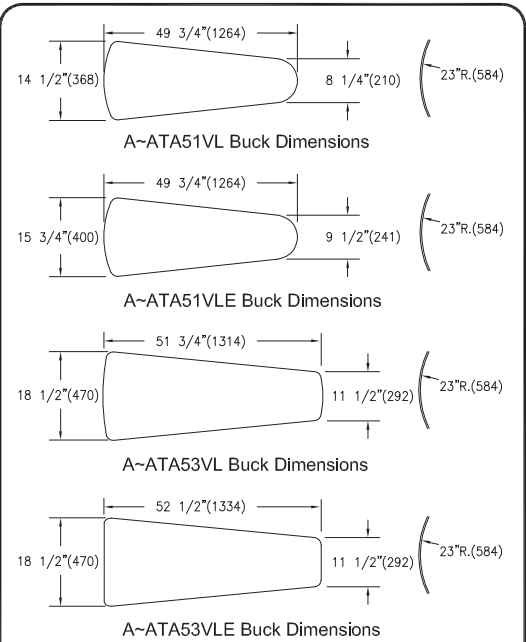 49 3/4”(1264)
14 1/2”(368)
8 1/4”(210)
23”R.(584)
A~ATA51VL Buck Dimensions
49 3/4”(1264)
15 3/4”(400)
9 1/2”(241)
23”R.(584)
A~ATA51VLE Buck Dimensions
51 3/4”(1314)
18 1/2”(470)
11 1/2”(292)
23”R.(584)
A~ATA53VL Buck Dimensions
52 1/2”(1334)
18 1/2”(470)
11 1/2”(292)
23”R.(584)
A~ATA53VLE Buck Dimensions